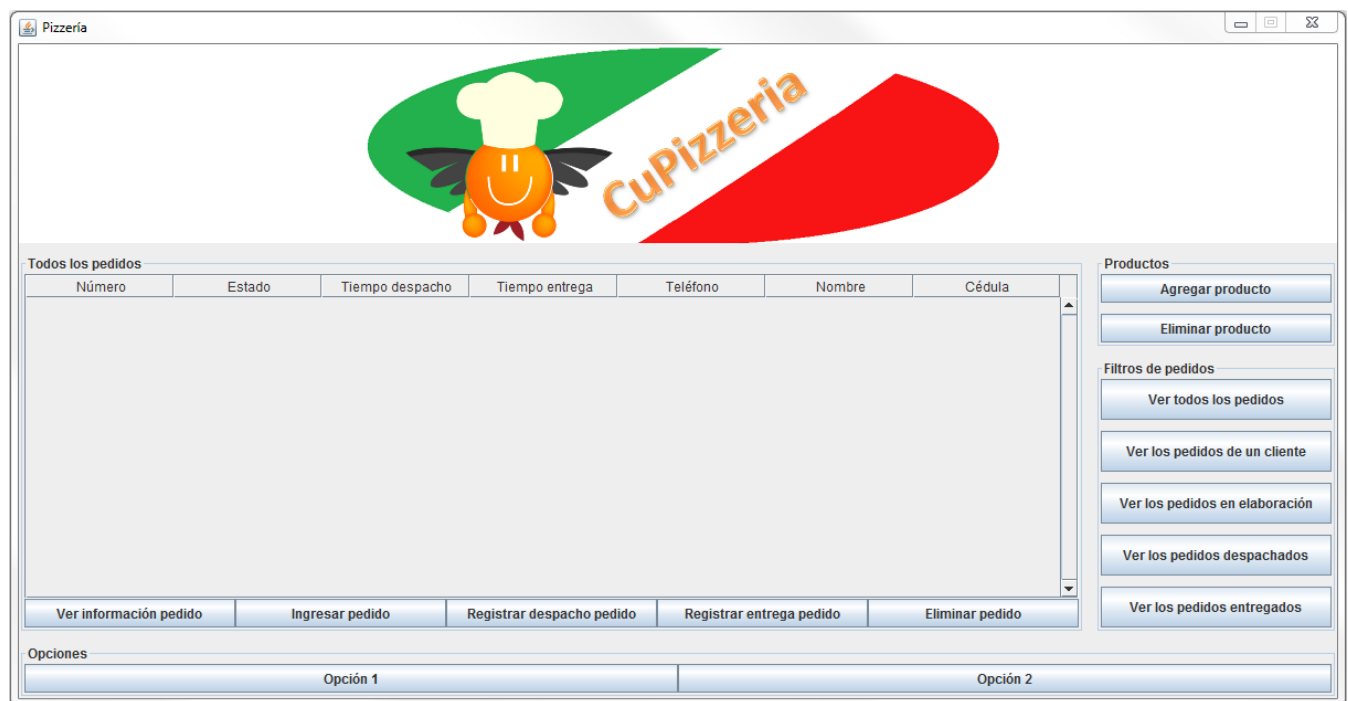 Pizzería
CuPizzeria
Todos los pedidos
Número Estado Tiempo despacho Tiempo entrega Teléfono Nombre Cédula
Ver información pedido Ingresar pedido Registrar despacho pedido Registrar entrega pedido Eliminar pedido
Productos
Agregar producto
Eliminar producto
Filtros de pedidos
Ver todos los pedidos
Ver los pedidos de un cliente
Ver los pedidos en elaboración
Ver los pedidos despachados
Ver los pedidos entregados
Opciones
Opción 1 Opción 2